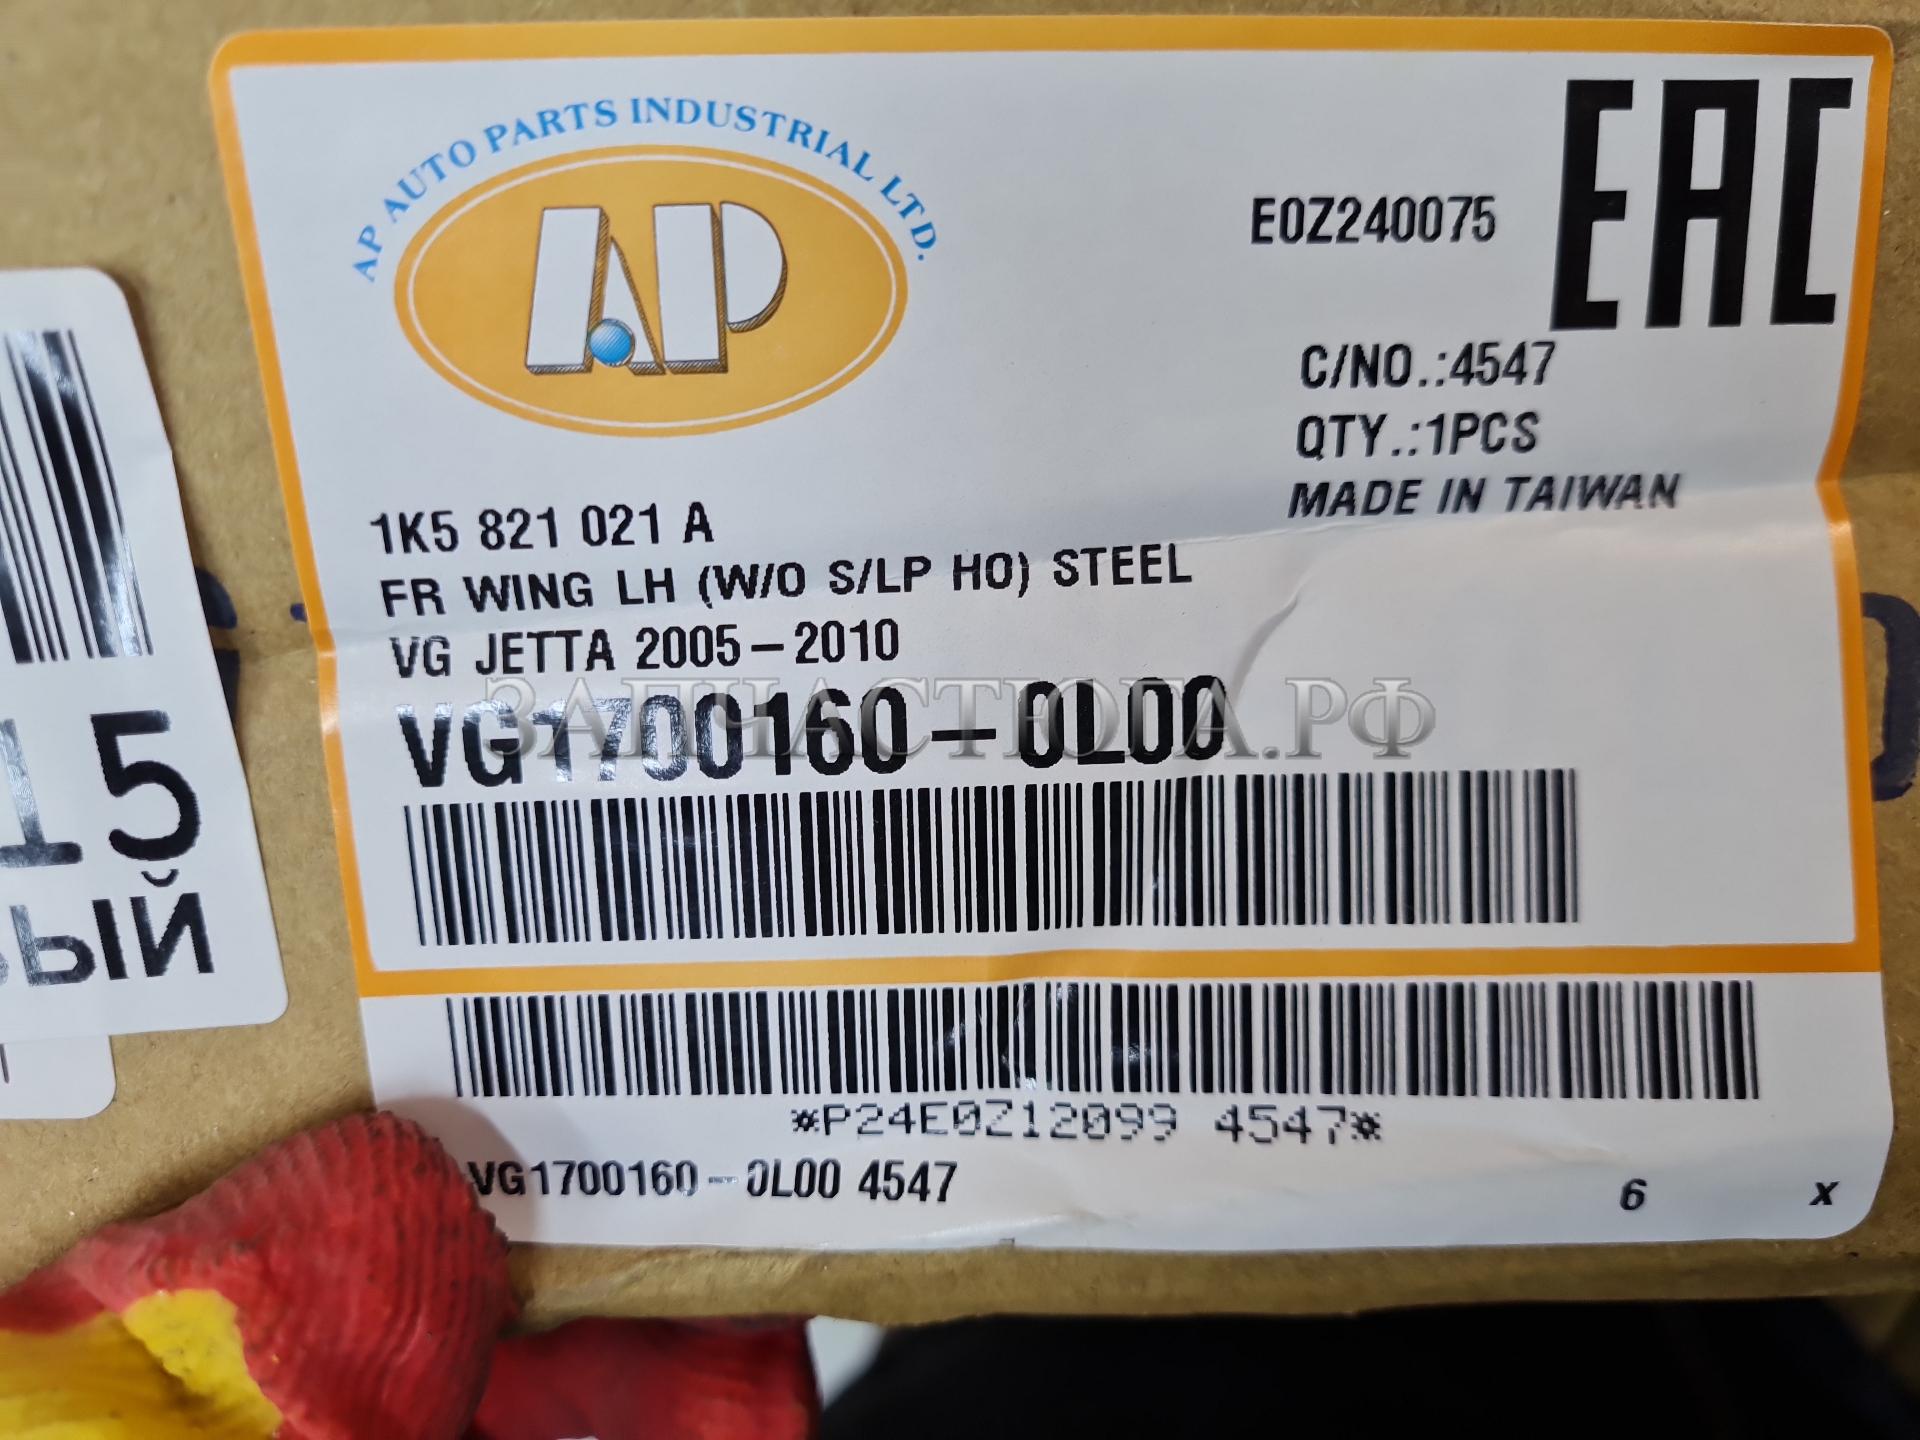 AP AUTO PARTS INDUSTRIAL LTD.
AP
E0Z240075
EAC
C/NO.:4547
QTY.:1PCS
MADE IN TAIWAN
1K5 821 021 A
FR WING LH (W/O S/LP HO) STEEL
VG JETTA 2005-2010
VG1700160-0L00
ЗАПЧАСТЮГА.РФ
*P24E0Z12099 4547*
VG1700160-0L00 4547
6 x
15
ЫЙ